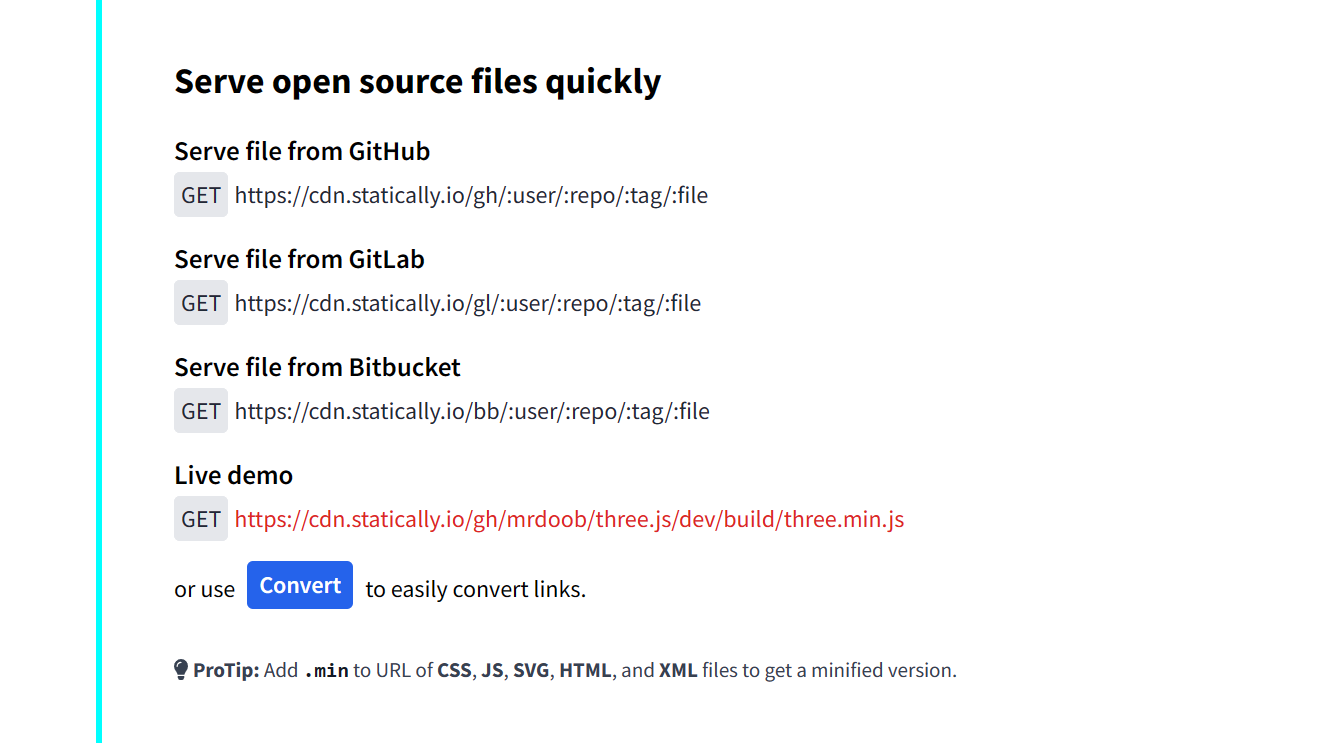 Serve open source files quickly
Serve file from GitHub
GET https://cdn.statically.io/gh/:user/:repo/:tag/:file
Serve file from GitLab
GET https://cdn.statically.io/gl/:user/:repo/:tag/:file
Serve file from Bitbucket
GET https://cdn.statically.io/bb/:user/:repo/:tag/:file
Live demo
GET https://cdn.statically.io/gh/mrdoob/three.js/dev/build/three.min.js
or use Convert to easily convert links.
ProTip: Add .min to URL of CSS, JS, SVG, HTML, and XML files to get a minified version.